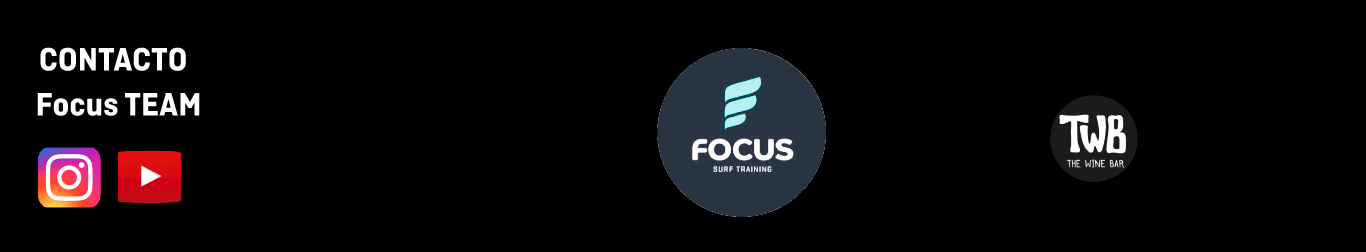 CONTACTO
Focus TEAM
FOCUS
SURF TRAINING
TWB
THE WINE BAR